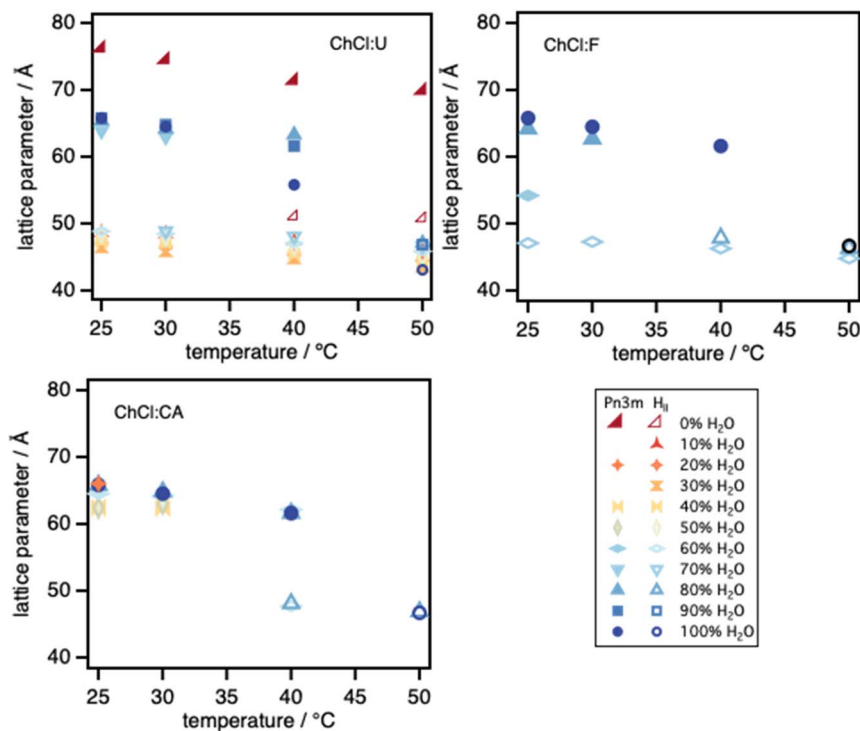 80
70
60
50
40
lattice parameter / Å
ChCl:U
25 30 35 40 45 50
temperature / °C
80
70
60
50
40
lattice parameter / Å
ChCl:F
25 30 35 40 45 50
temperature / °C
80
70
60
50
40
lattice parameter / Å
ChCl:CA
25 30 35 40 45 50
temperature / °C
Pn3m H_II
0% H₂O
10% H₂O
20% H₂O
30% H₂O
40% H₂O
50% H₂O
60% H₂O
70% H₂O
80% H₂O
90% H₂O
100% H₂O